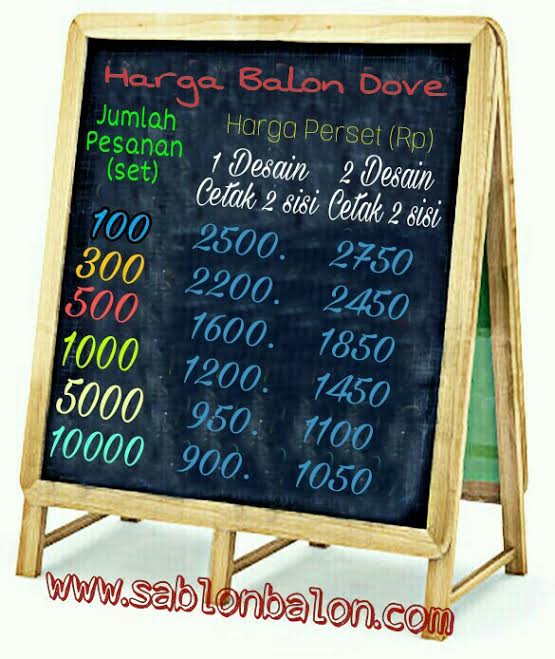 Harga Balon Dove
Jumlah Pesanan (set)
Harga Perset (Rp)
1 Desain Cetak 2 sisi
2 Desain Cetak 2 sisi
100 2500. 2750
300 2200. 2450
500 1600. 1850
1000 1200. 1450
5000 950. 1100
10000 900. 1050
www.sablonbalon.com